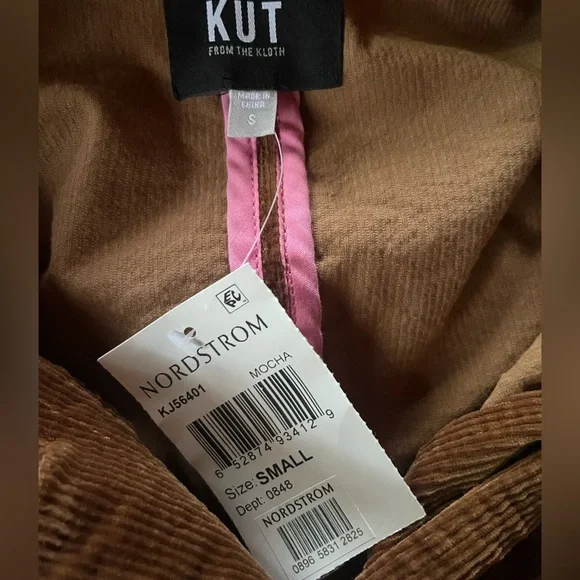 KUT
FROM THE KLOTH
MADE IN
CHINA
S
NORDSTROM
KJ56401
MOCHA
6 52874 93412 9
Size: SMALL
Dept: 0848
NORDSTROM
0896 5831 2825